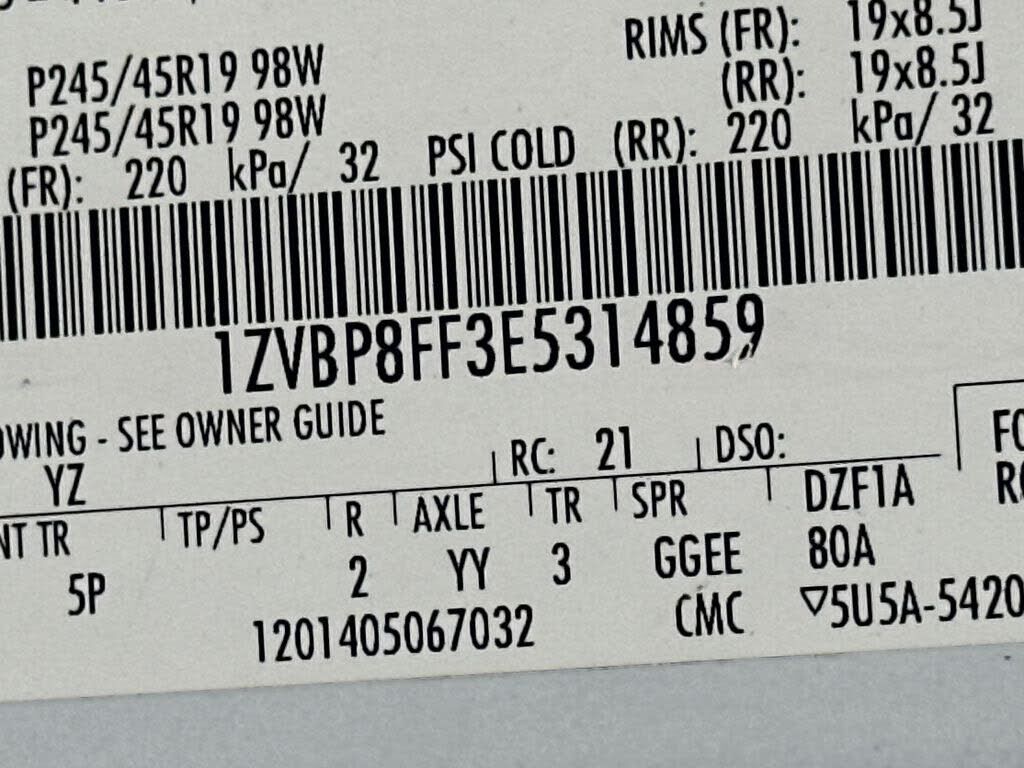 P245/45R19 98W RIMS (FR): 19x8.5J
P245/45R19 98W (RR): 19x8.5J
(FR): 220 kPa/ 32 PSI COLD (RR): 220 kPa/ 32
1ZVBP8FF3E5314859
OWING - SEE OWNER GUIDE
YZ RC: 21 DSO:
NT TR TP/PS R AXLE TR SPR DZF1A
5P 2 YY 3 GGEE 80A
1201405067032 CMC ▽5U5A-5420